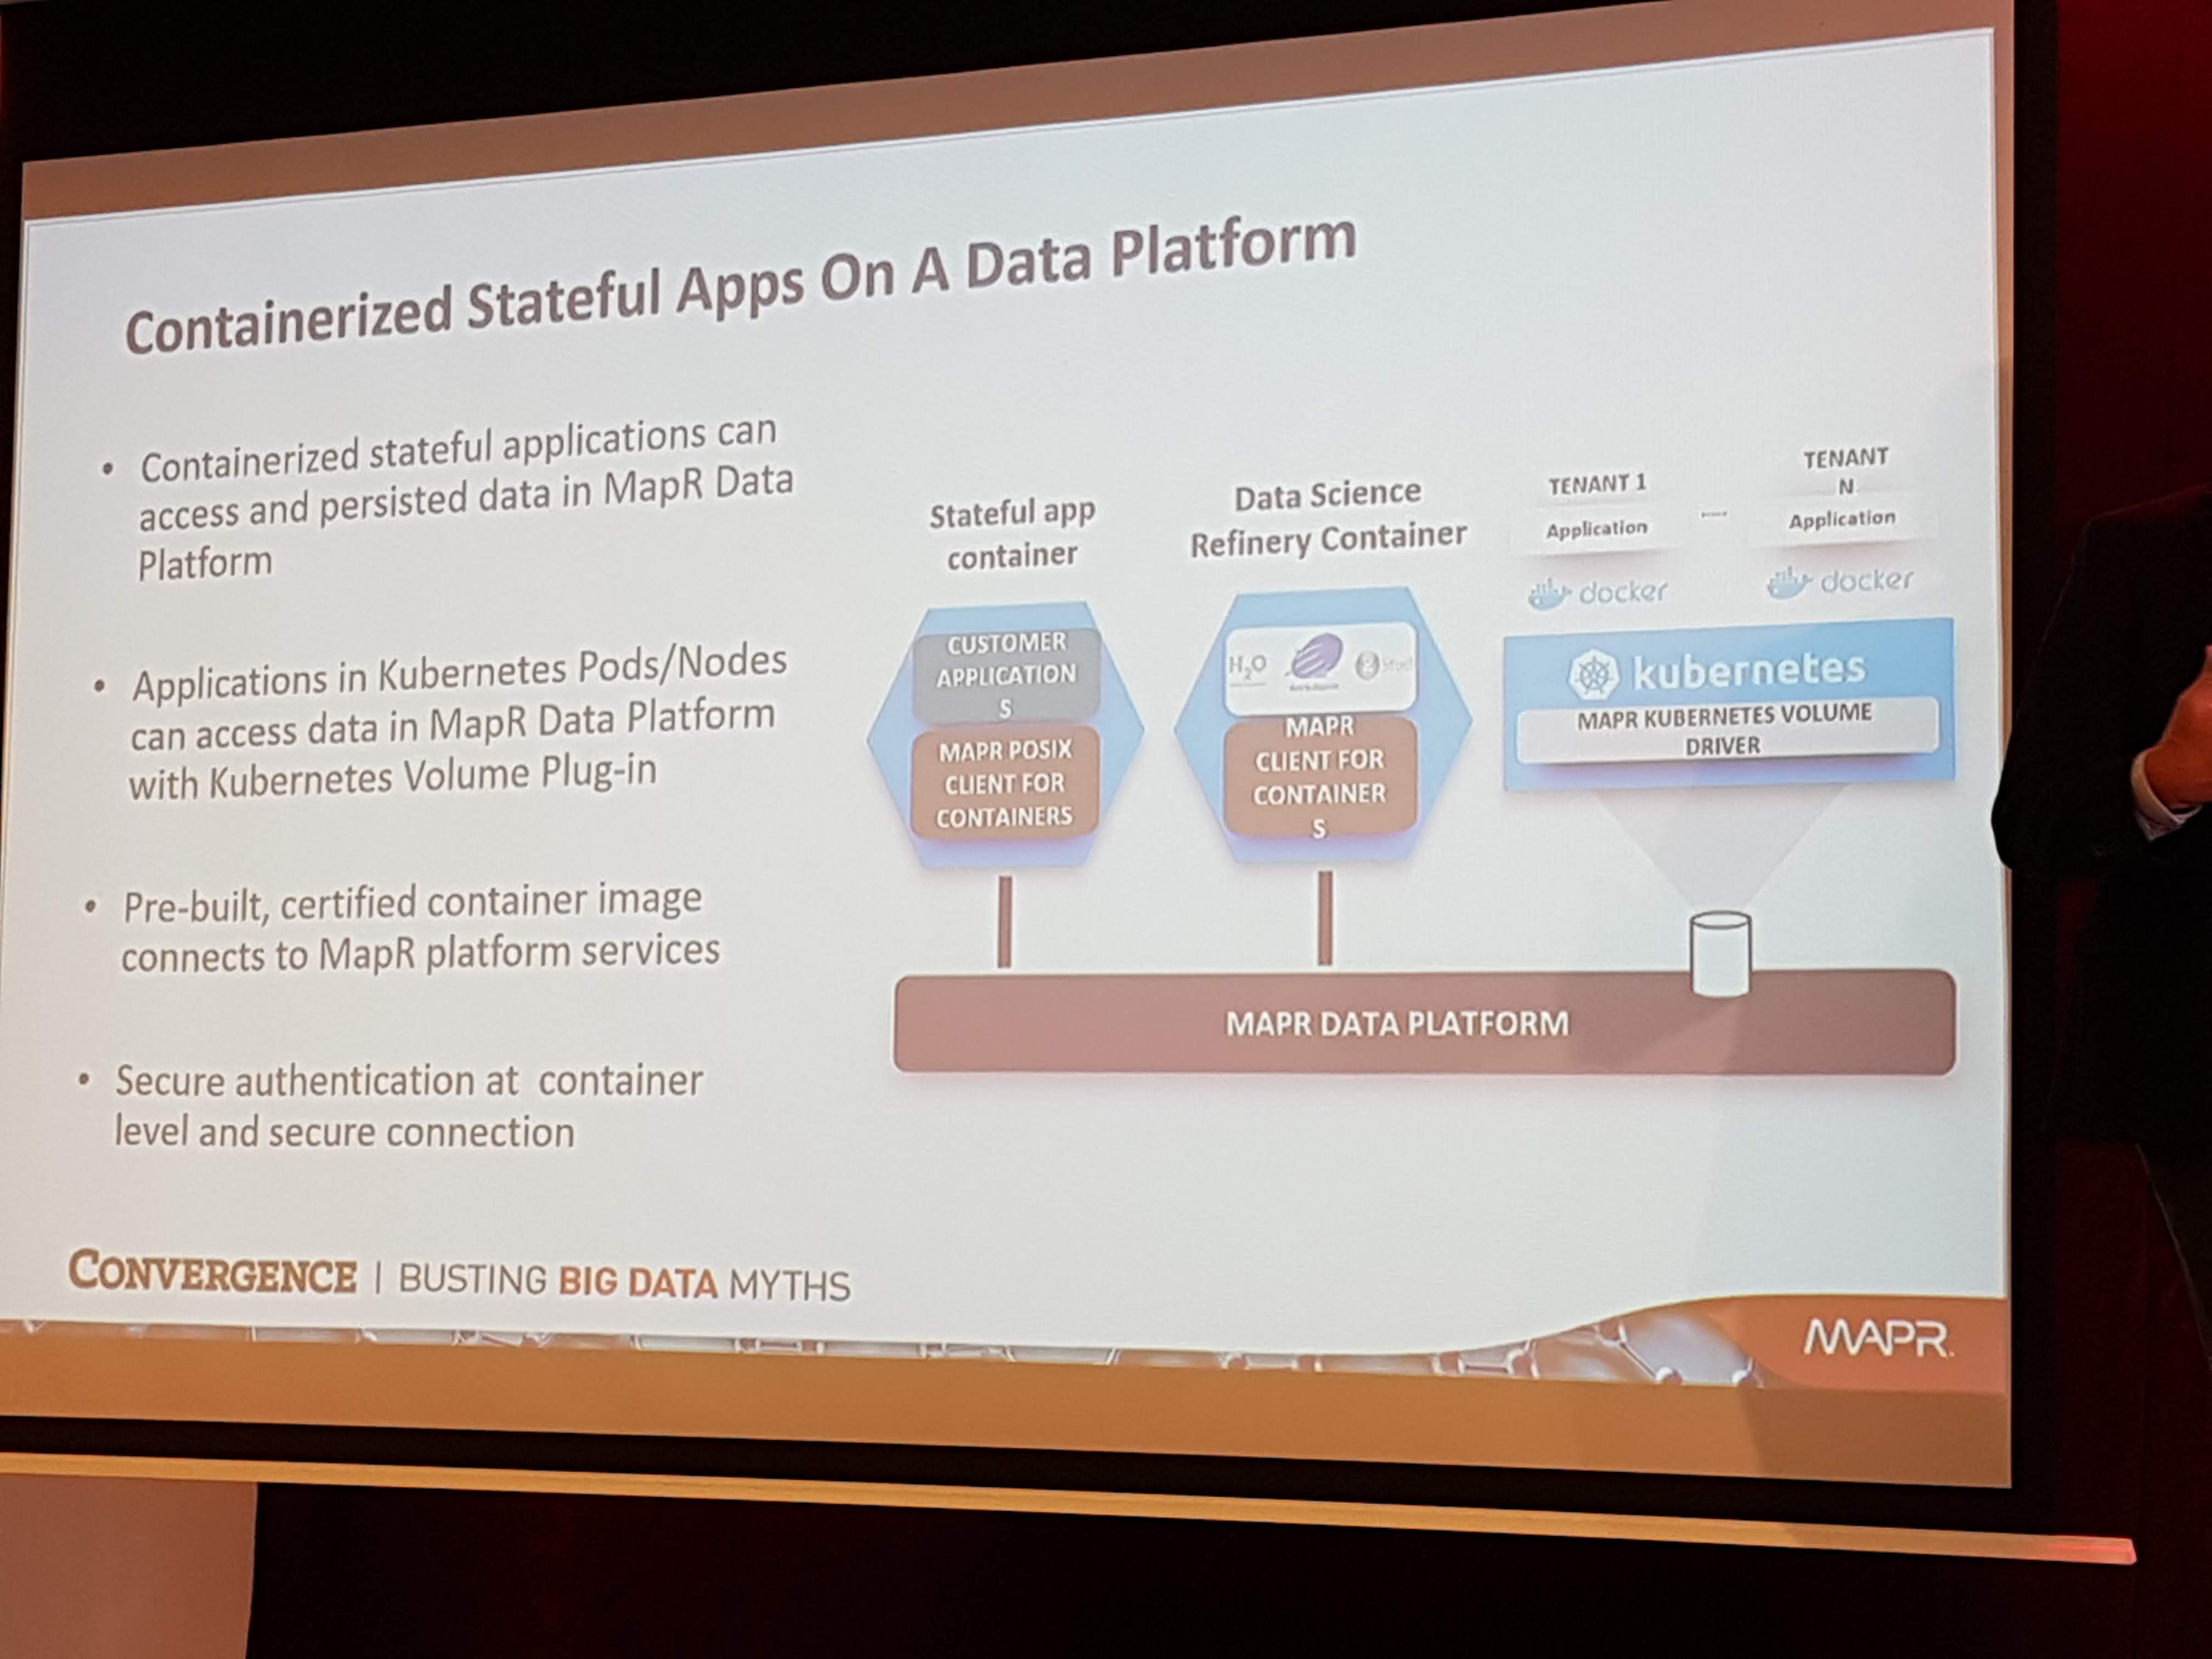 Containerized Stateful Apps On A Data Platform
• Containerized stateful applications can
access and persisted data in MapR Data
Platform
• Applications in Kubernetes Pods/Nodes
can access data in MapR Data Platform
with Kubernetes Volume Plug-in
• Pre-built, certified container image
connects to MapR platform services
• Secure authentication at container
level and secure connection
Stateful app
container
CUSTOMER
APPLICATION
S
MAPR POSIX
CLIENT FOR
CONTAINERS
Data Science
Refinery Container
H2O
MAPR
CLIENT FOR
CONTAINER
S
TENANT 1
Application
docker
TENANT
N
Application
docker
kubernetes
MAPR KUBERNETES VOLUME
DRIVER
MAPR DATA PLATFORM
CONVERGENCE | BUSTING BIG DATA MYTHS
MAPR.